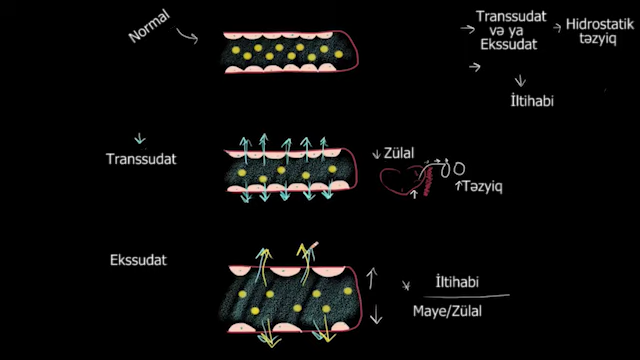 Normal
Transsudat
və ya
Ekssudat
Hidrostatik
təzyiq
İltihabi
Transsudat
Zülal
Təzyiq
Ekssudat
İltihabi
Maye/Zülal